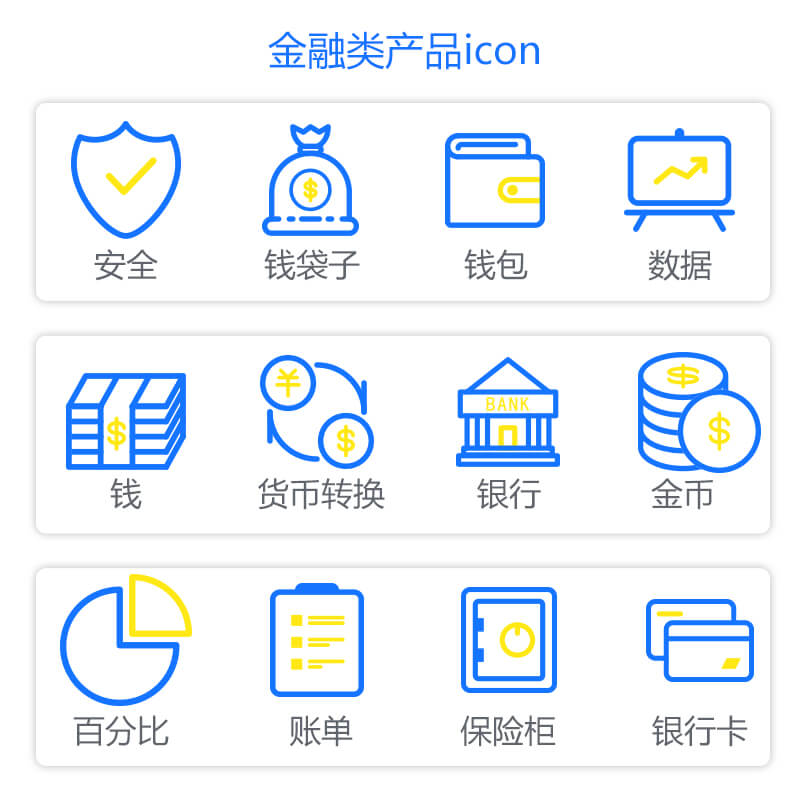 金融类产品icon
$
安全 钱袋子 钱包 数据
$ ¥ $ BANK $ $
钱 货币转换 银行 金币
百分比 账单 保险柜 银行卡